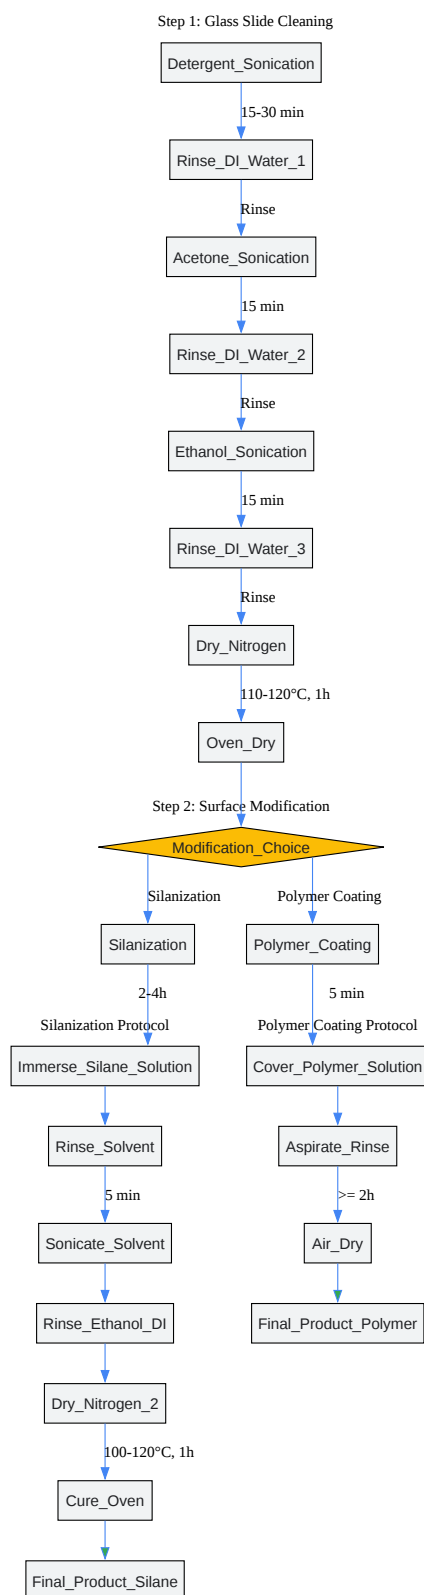 Step 1: Glass Slide Cleaning
Detergent_Sonication
15-30 min
Rinse_DI_Water_1
Rinse
Acetone_Sonication
15 min
Rinse_DI_Water_2
Rinse
Ethanol_Sonication
15 min
Rinse_DI_Water_3
Rinse
Dry_Nitrogen
110-120°C, 1h
Oven_Dry
Step 2: Surface Modification
Modification_Choice
Silanization
Polymer Coating
Silanization
Polymer_Coating
2-4h
5 min
Silanization Protocol
Polymer Coating Protocol
Immerse_Silane_Solution
Cover_Polymer_Solution
Rinse_Solvent
Aspirate_Rinse
5 min
>= 2h
Sonicate_Solvent
Air_Dry
Rinse_Ethanol_DI
Final_Product_Polymer
Dry_Nitrogen_2
100-120°C, 1h
Cure_Oven
Final_Product_Silane